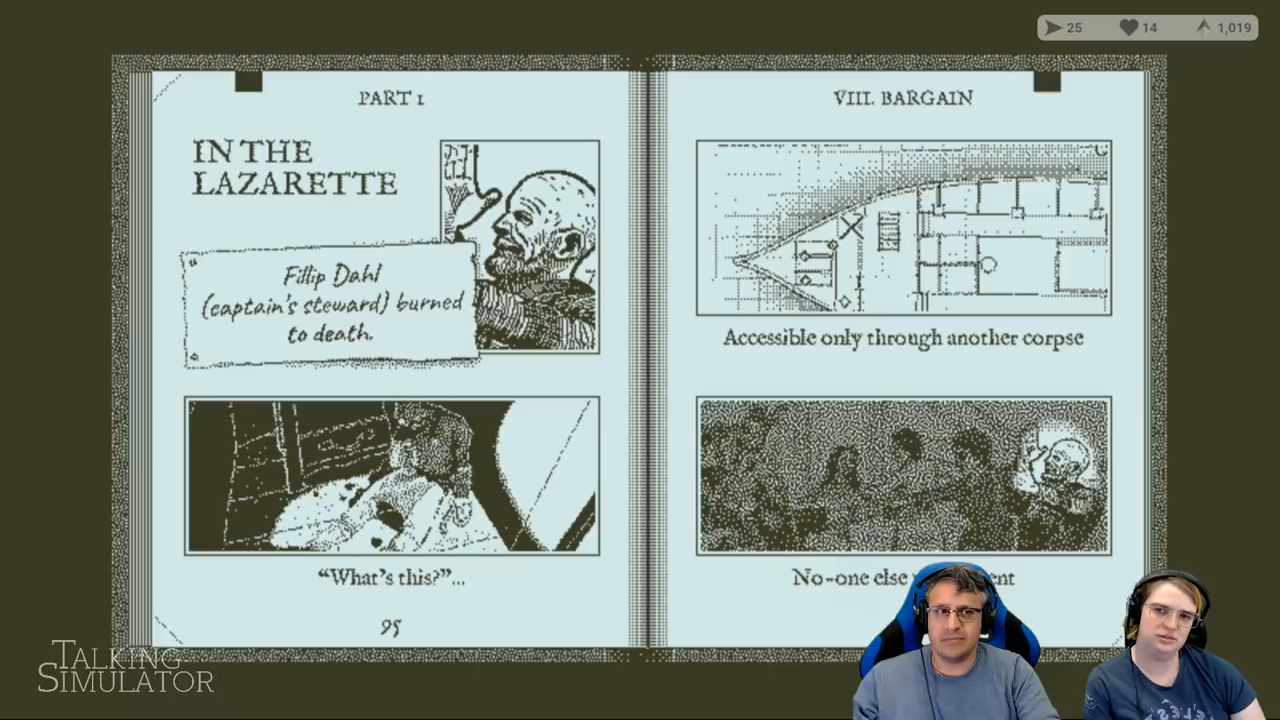 25 14 1,019
PART 1
VIII. BARGAIN
IN THE
LAZARETTE
Fillip Dahl
(captain's steward) burned
to death.
Accessible only through another corpse
“What's this?”...
No-one else
95
TALKING
SIMULATOR